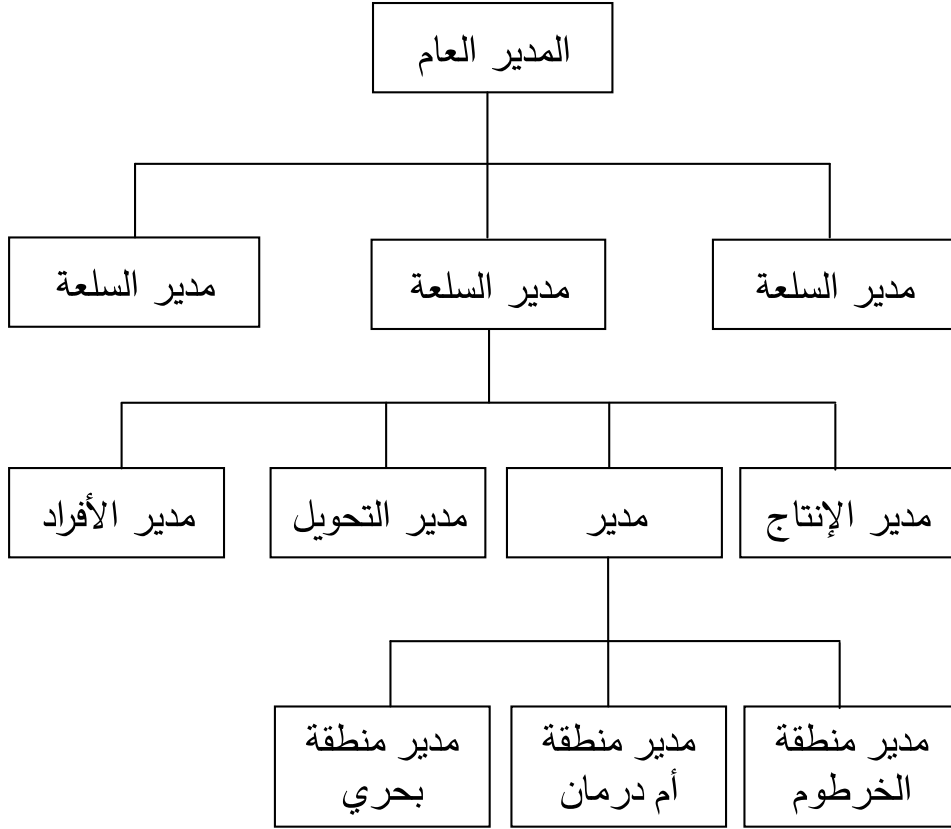 المدير العام
مدير السلعة
مدير السلعة
مدير السلعة
مدير الإنتاج
مدير
مدير التحويل
مدير الأفراد
مدير منطقة
الخرطوم
مدير منطقة
أم درمان
مدير منطقة
بحري